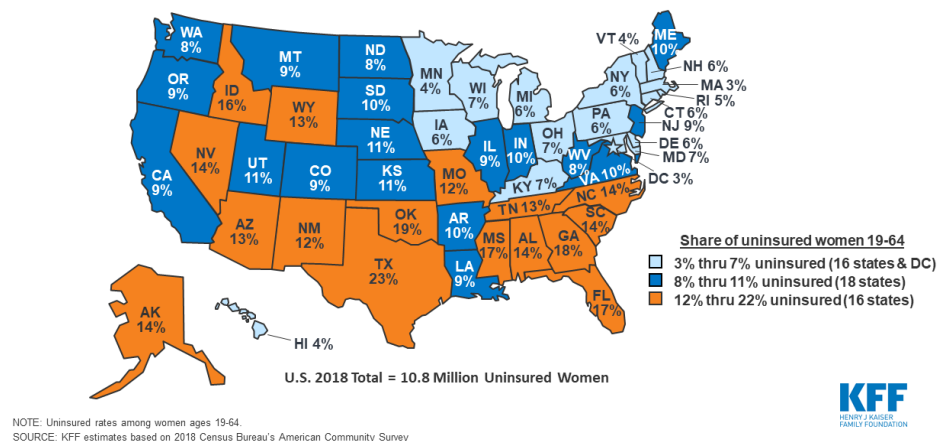 WA
8%
OR
9%
CA
9%
NV
14%
ID
16%
MT
9%
WY
13%
UT
11%
AZ
13%
CO
9%
NM
12%
ND
8%
SD
10%
NE
11%
KS
11%
OK
19%
TX
23%
MN
4%
IA
6%
MO
12%
AR
10%
LA
9%
WI
7%
IL
9%
MI
6%
IN
10%
OH
7%
KY 7%
TN 13%
MS
17%
AL
14%
GA
18%
FL
17%
SC
14%
NC 14%
VA 10%
WV
8%
PA
6%
NY
6%
VT 4%
ME
10%
NH 6%
MA 3%
RI 5%
CT 6%
NJ 9%
DE 6%
MD 7%
DC 3%
AK
14%
HI 4%
Share of uninsured women 19-64
3% thru 7% uninsured (16 states & DC)
8% thru 11% uninsured (18 states)
12% thru 22% uninsured (16 states)
U.S. 2018 Total = 10.8 Million Uninsured Women
KFF
HENRY J KAISER
FAMILY FOUNDATION
NOTE: Uninsured rates among women ages 19-64.
SOURCE: KFF estimates based on 2018 Census Bureau's American Community Survey